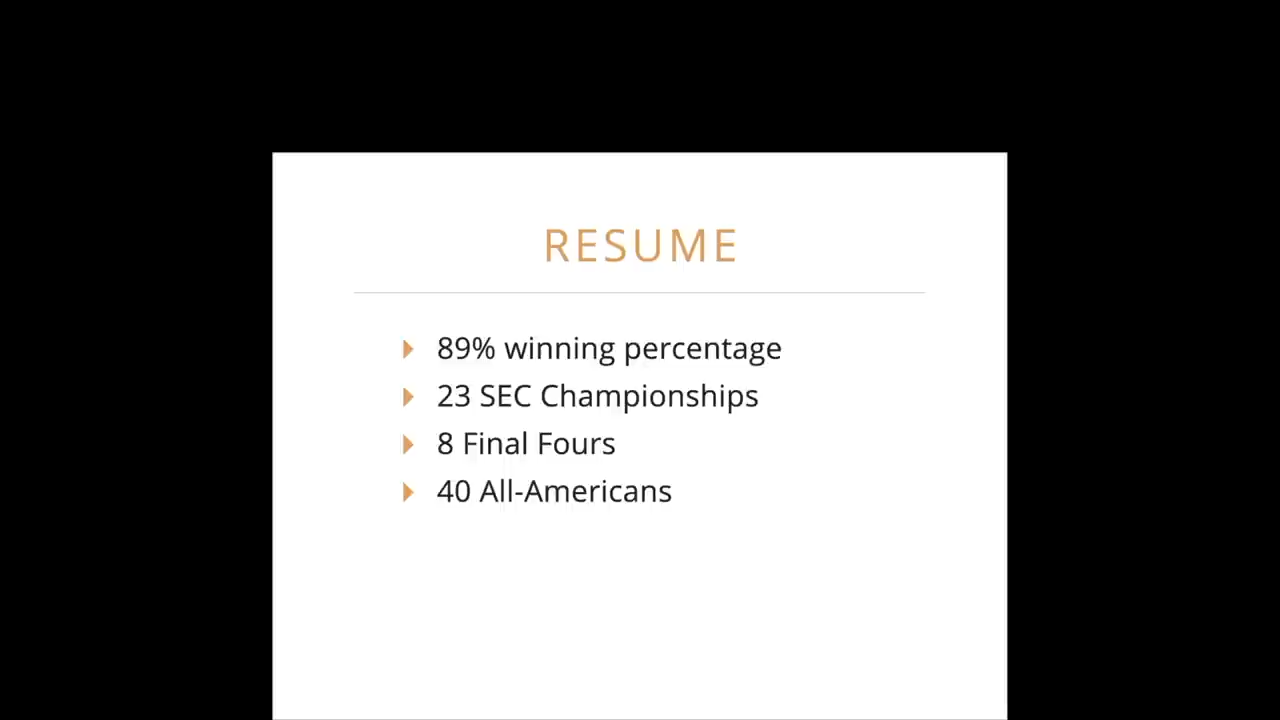 RESUME
89% winning percentage
23 SEC Championships
8 Final Fours
40 All-Americans